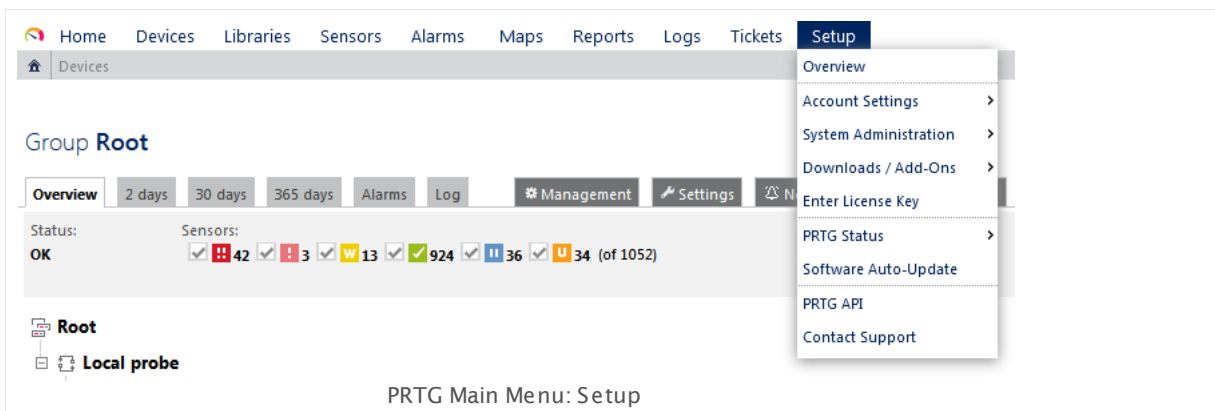 Home Devices Libraries Sensors Alarms Maps Reports Logs Tickets Setup
Devices
Overview
Account Settings
System Administration
Downloads / Add-Ons
Enter License Key
PRTG Status
Software Auto-Update
PRTG API
Contact Support
Group Root
Overview 2 days 30 days 365 days Alarms Log Management Settings
Status: Sensors:
OK !! 42 ! 3 W 13 924 II 36 U 34 (of 1052)
Root
Local probe
PRTG Main Menu: Setup